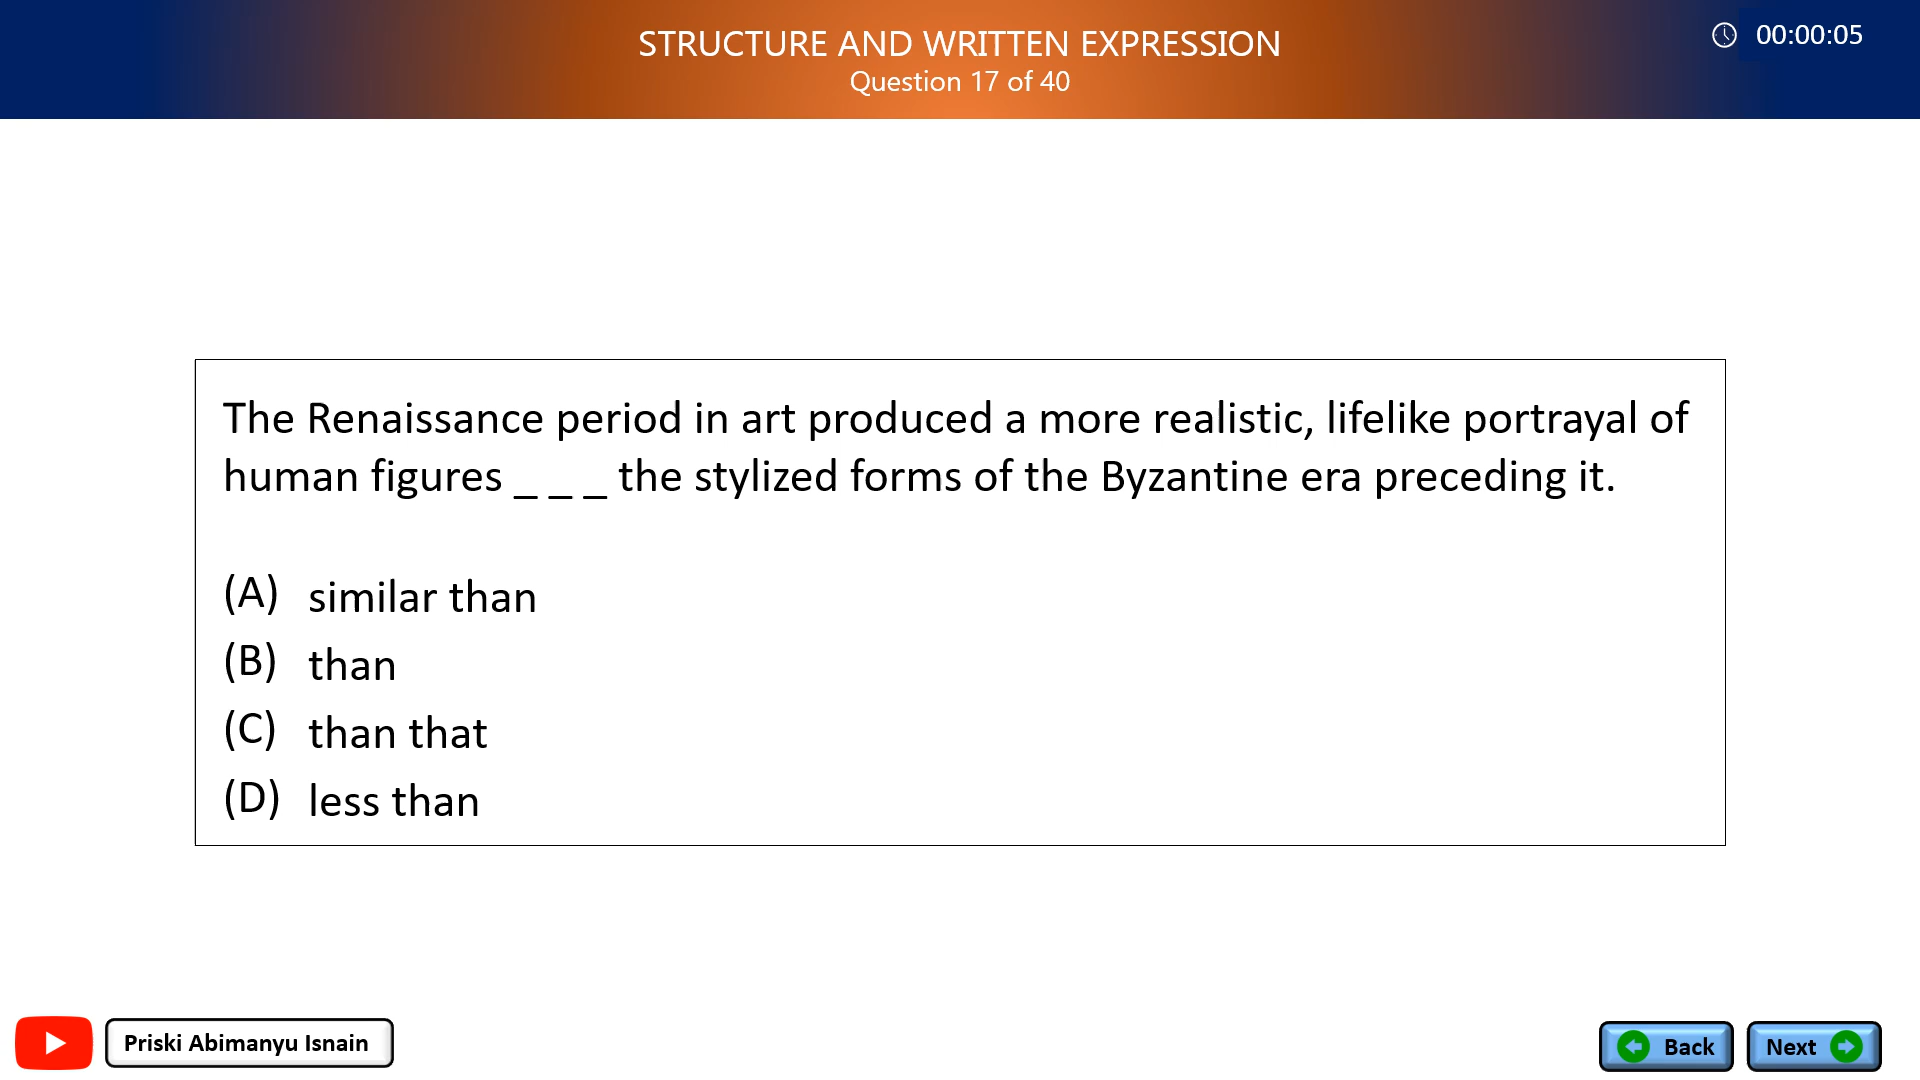 STRUCTURE AND WRITTEN EXPRESSION
Question 17 of 40
00:00:05
The Renaissance period in art produced a more realistic, lifelike portrayal of
human figures _ _ _ the stylized forms of the Byzantine era preceding it.
(A) similar than
(B) than
(C) than that
(D) less than
Priski Abimanyu Isnain
Back
Next